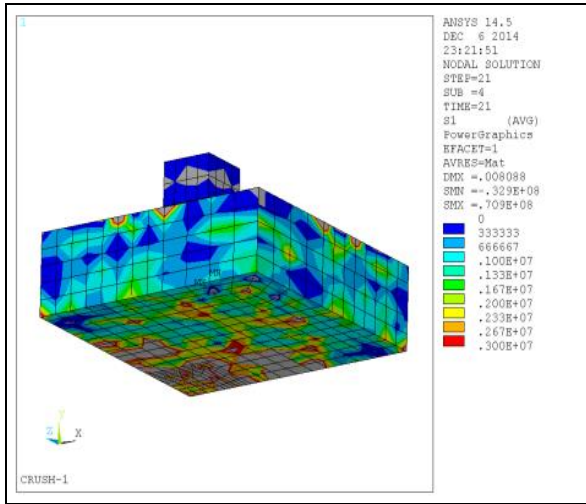 1
ANSYS 14.5
DEC 6 2014
23:21:51
NODAL SOLUTION
STEP=21
SUB =4
TIME=21
S1 (AVG)
PowerGraphics
EFACET=1
AVRES=Mat
DMX =.008088
SMN =-.329E+08
SMX =.709E+08
0
333333
666667
.100E+07
.133E+07
.167E+07
.200E+07
.233E+07
.267E+07
.300E+07
MX
Y
Z X
CRUSH-1